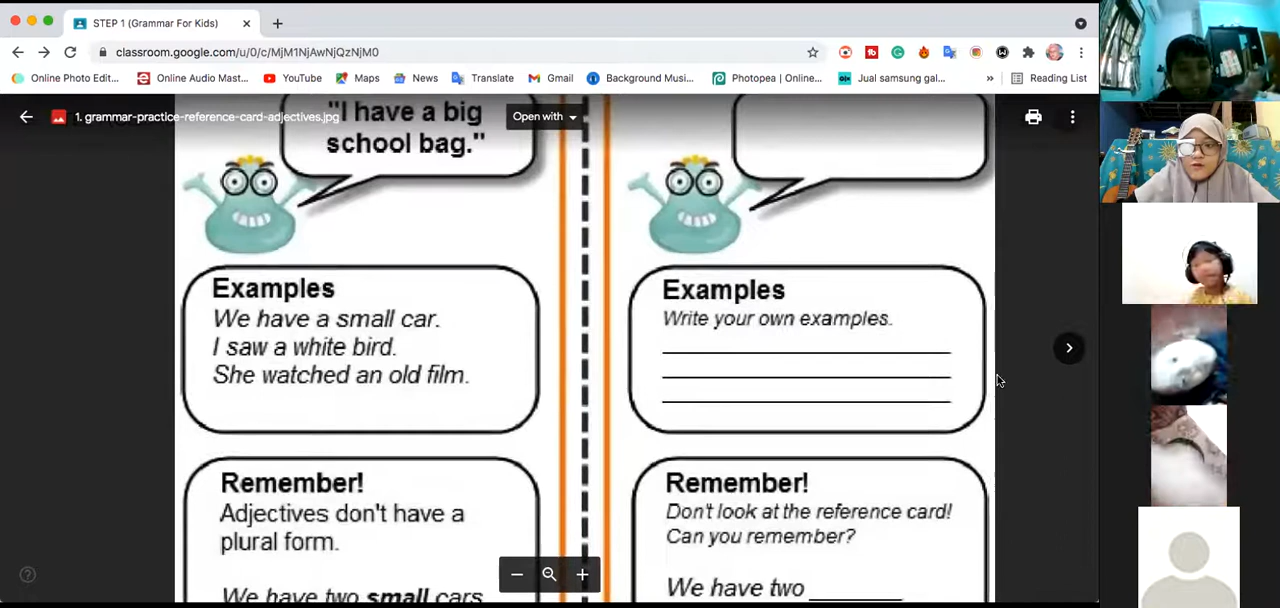 STEP 1 (Grammar For Kids)
classroom.google.com/u/0/c/MjM1NjAwNjQzNjM0
Online Photo Edit... Online Audio Mast... YouTube Maps News Translate Gmail Background Musi... Photopea | Online... Jual samsung gal... » Reading List
1. grammar-practice-reference-card-adjectives.jpg
Open with
"I have a big
school bag."
Examples
We have a small car.
I saw a white bird.
She watched an old film.
Remember!
Adjectives don't have a
plural form.
We have two small cars
Examples
Write your own examples.
Remember!
Don't look at the reference card!
Can you remember?
We have two ________